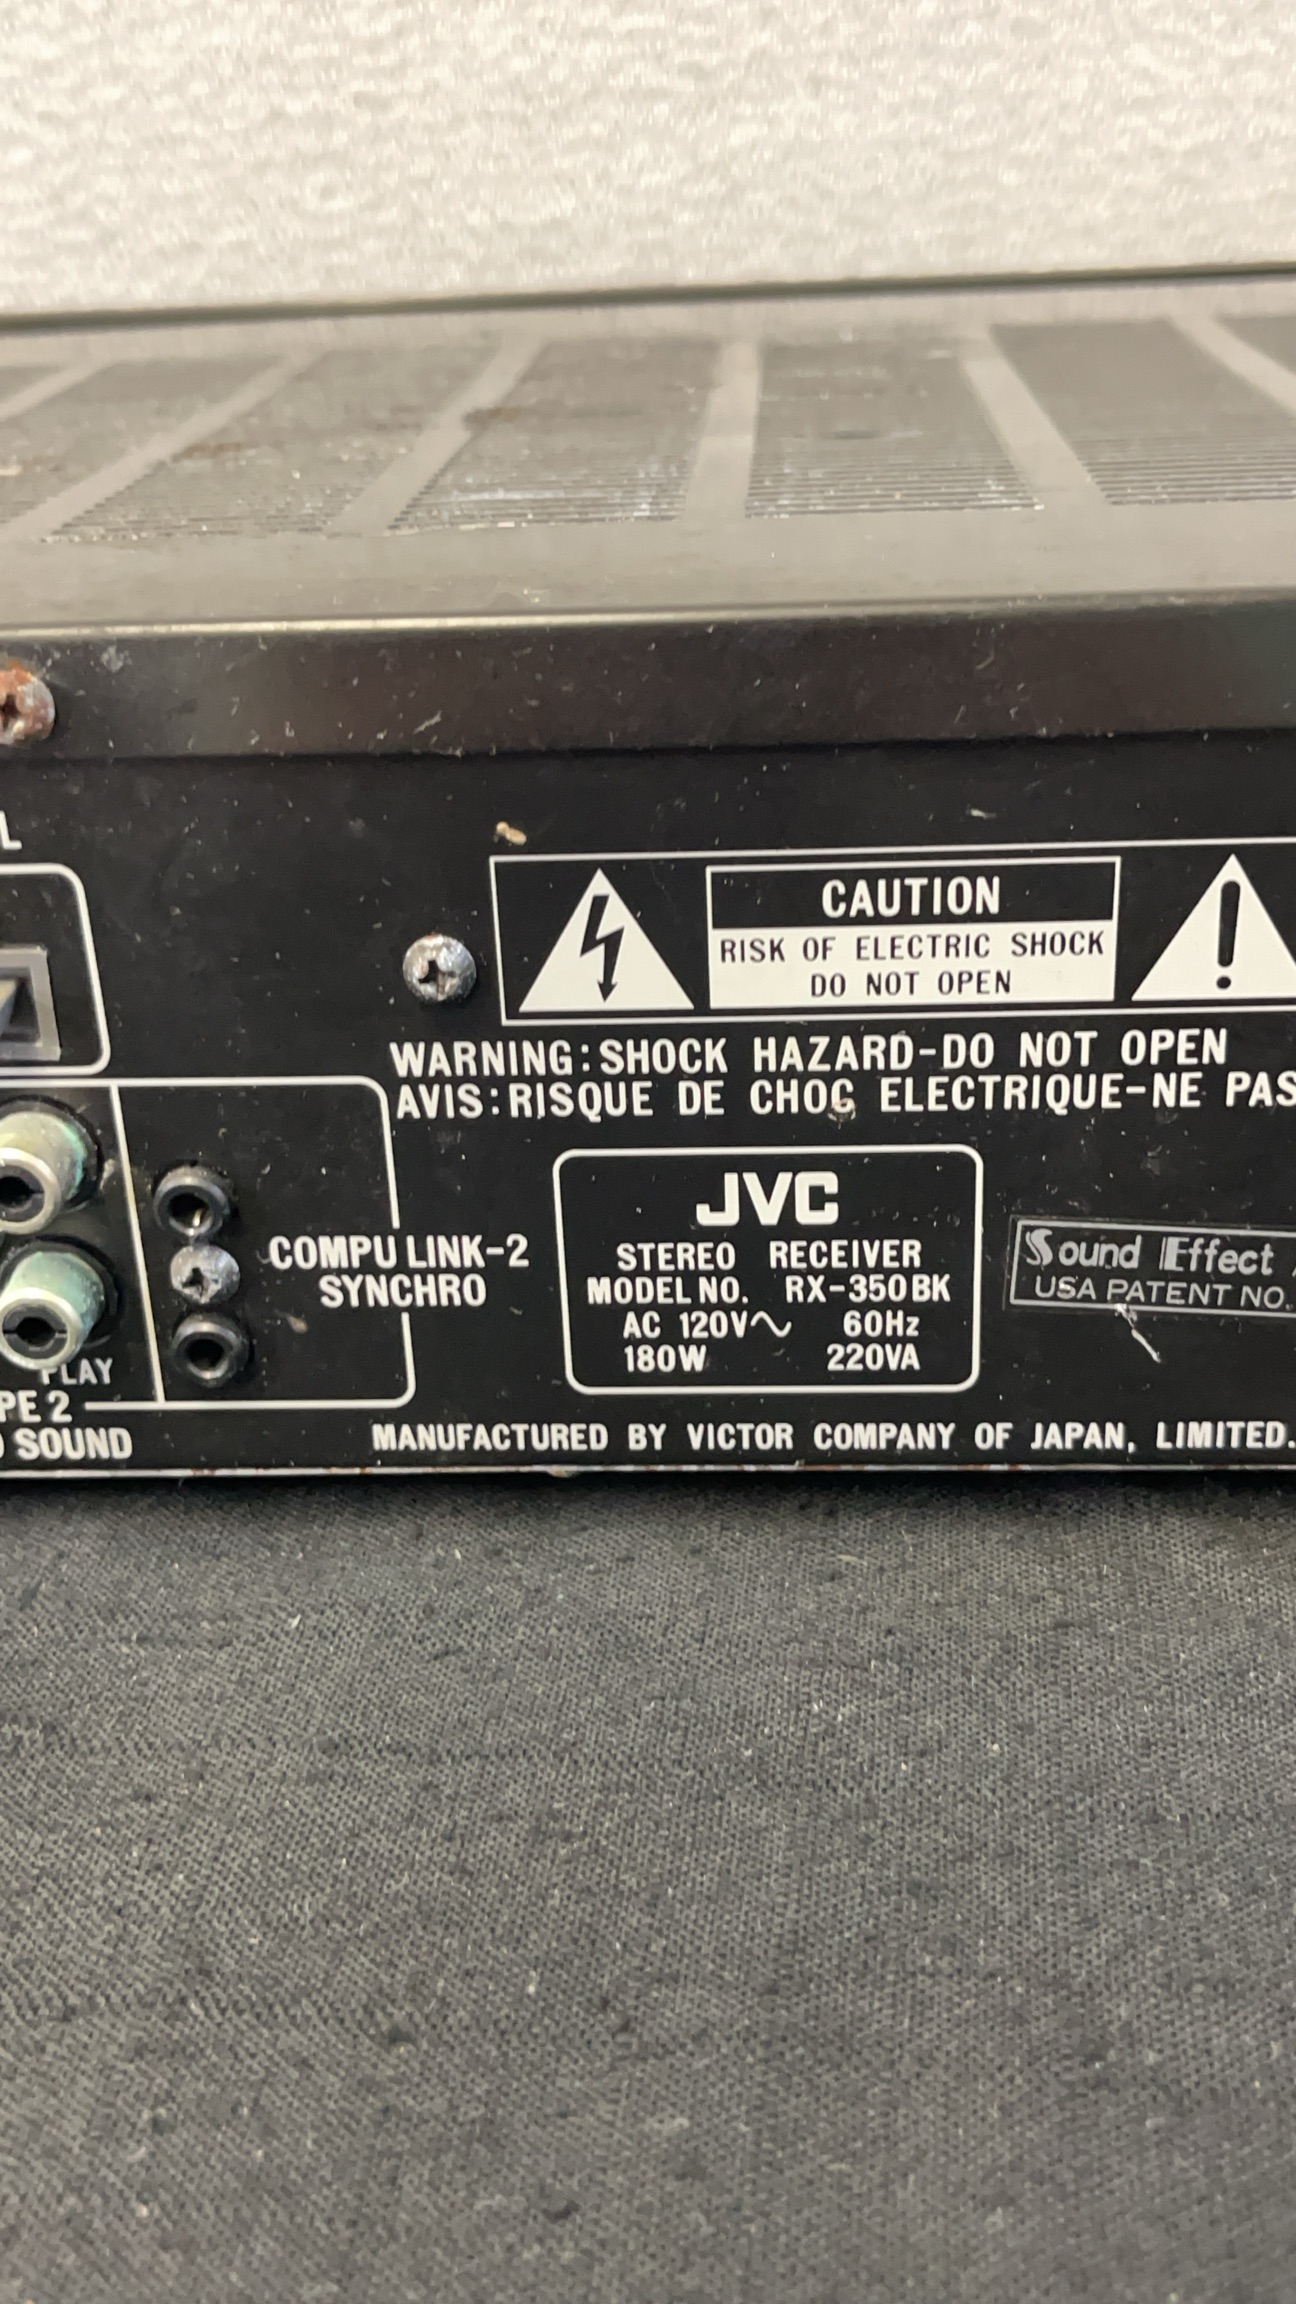 L
CAUTION
RISK OF ELECTRIC SHOCK
DO NOT OPEN
WARNING:SHOCK HAZARD-DO NOT OPEN
AVIS:RISQUE DE CHOC ELECTRIQUE-NE PAS
JVC
STEREO RECEIVER
MODEL NO. RX-350BK
AC 120V~ 60Hz
180W 220VA
COMPU LINK-2
SYNCHRO
Sound Effect
USA PATENT NO.
PLAY
PE 2
SOUND
MANUFACTURED BY VICTOR COMPANY OF JAPAN, LIMITED.